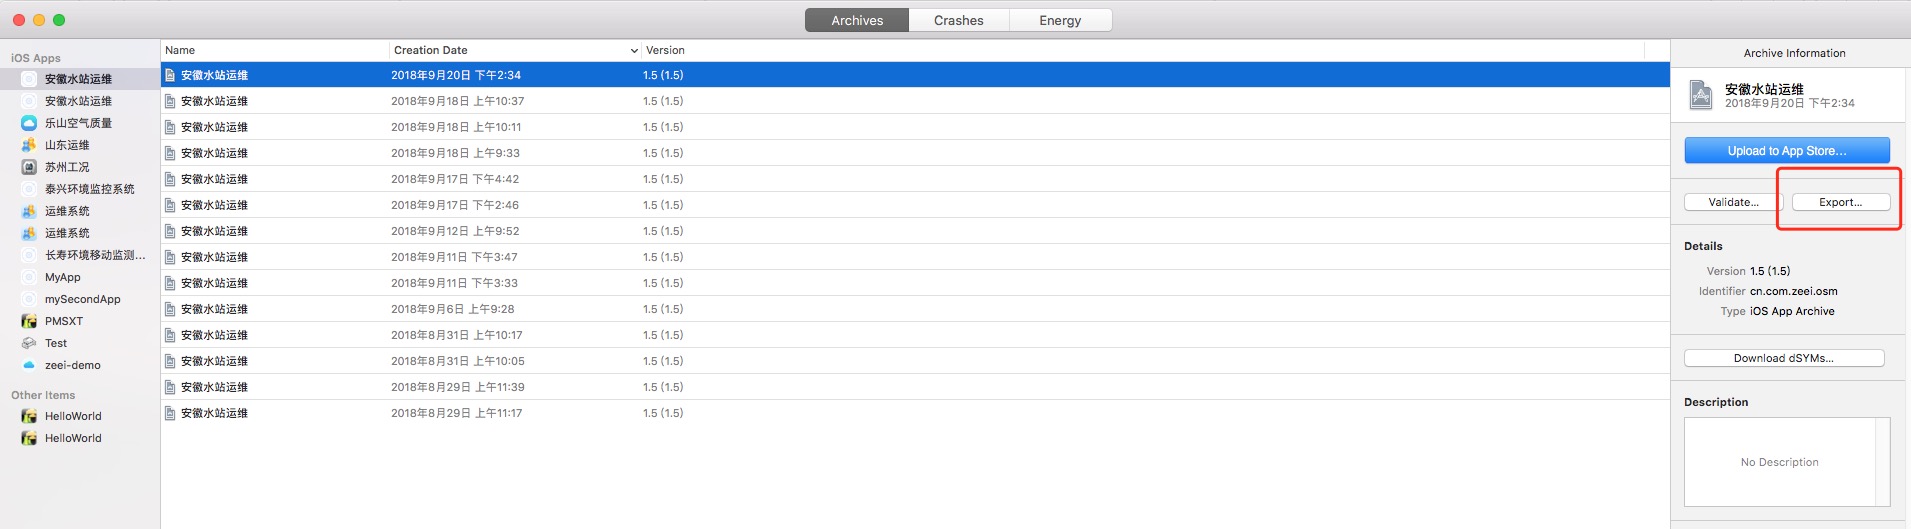 Archives Crashes Energy
iOS Apps
安徽水站运维
安徽水站运维
乐山空气质量
山东运维
苏州工况
泰兴环境监控系统
运维系统
运维系统
长寿环境移动监测...
MyApp
mySecondApp
PMSXT
Test
zeei-demo
Other Items
HelloWorld
HelloWorld
Name Creation Date Version
安徽水站运维 2018年9月20日 下午2:34 1.5 (1.5)
安徽水站运维 2018年9月18日 上午10:37 1.5 (1.5)
安徽水站运维 2018年9月18日 上午10:11 1.5 (1.5)
安徽水站运维 2018年9月18日 上午9:33 1.5 (1.5)
安徽水站运维 2018年9月17日 下午4:42 1.5 (1.5)
安徽水站运维 2018年9月17日 下午2:46 1.5 (1.5)
安徽水站运维 2018年9月12日 上午9:52 1.5 (1.5)
安徽水站运维 2018年9月11日 下午3:47 1.5 (1.5)
安徽水站运维 2018年9月11日 下午3:33 1.5 (1.5)
安徽水站运维 2018年9月6日 上午9:28 1.5 (1.5)
安徽水站运维 2018年8月31日 上午10:17 1.5 (1.5)
安徽水站运维 2018年8月31日 上午10:05 1.5 (1.5)
安徽水站运维 2018年8月29日 上午11:39 1.5 (1.5)
安徽水站运维 2018年8月29日 上午11:17 1.5 (1.5)
Archive Information
安徽水站运维
2018年9月20日 下午2:34
Upload to App Store...
Validate... Export...
Details
Version 1.5 (1.5)
Identifier cn.com.zeei.osm
Type iOS App Archive
Download dSYMs...
Description
No Description